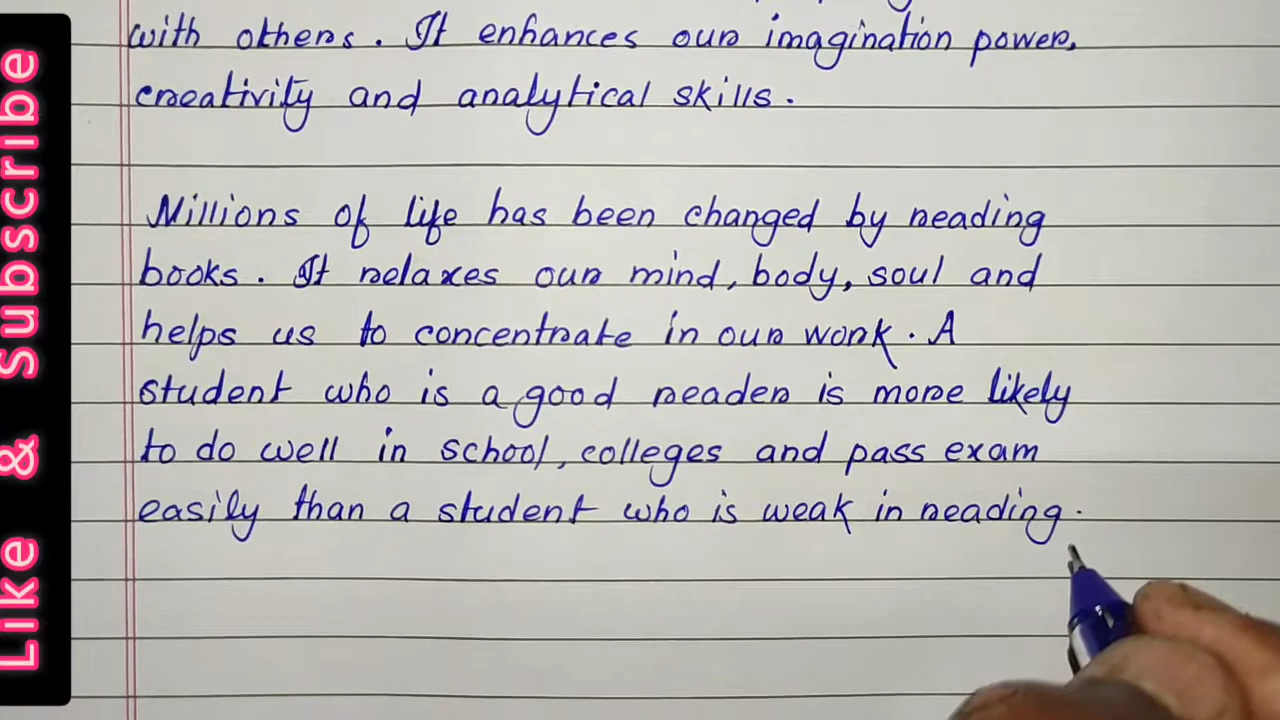 with others. It enhances our imagination power,
creativity and analytical skills.
Millions of life has been changed by reading
books. It relaxes our mind, body, soul and
helps us to concentrate in our work. A
student who is a good reader is more likely
to do well in school, colleges and pass exam
easily than a student who is weak in reading.
Like & Subscribe